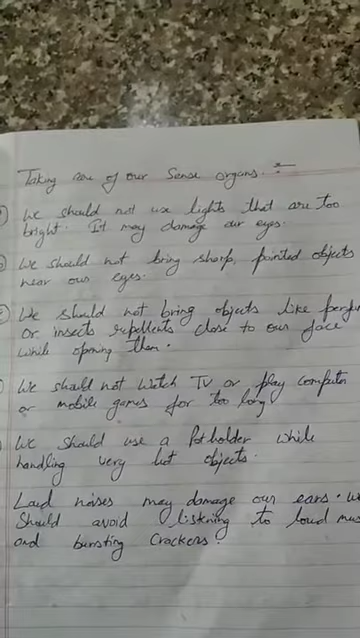 Taking care of our Sense organs. :-
We should not use lights that are too
bright. It may damage our eyes.
We should not bring sharp, pointed objects
near our eyes.
We should not bring objects like perfu
or insects repellents close to our face
while opening them.
We should not Watch TV or play computer
or mobile games for too long
We should use a Potholder while
handling very hot objects.
Laud noises may damage our ears. We
Should avoid listening to loud mus
and bursting Crackers.